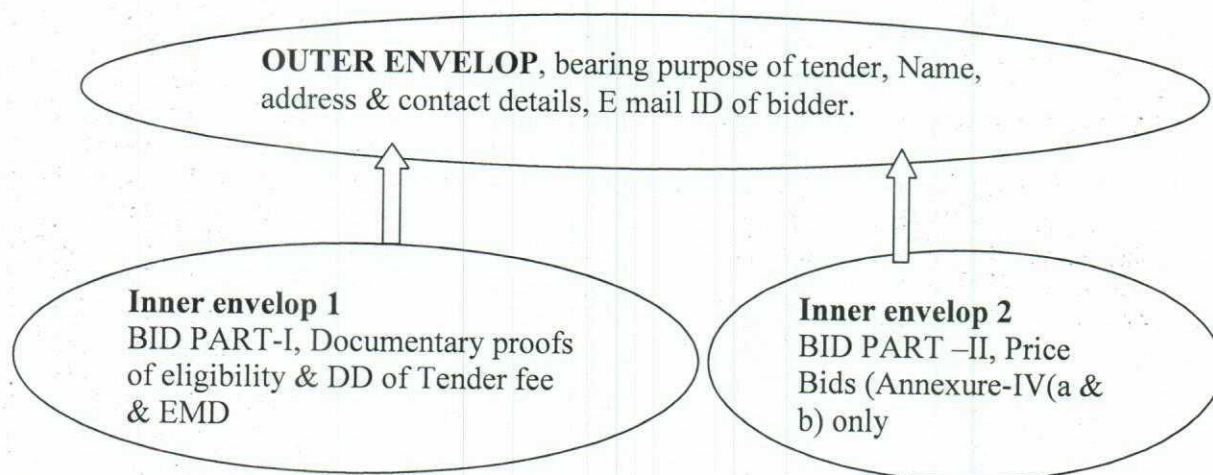 OUTER ENVELOP, bearing purpose of tender, Name,
address & contact details, E mail ID of bidder.
Inner envelop 1
BID PART-I, Documentary proofs
of eligibility & DD of Tender fee
& EMD
Inner envelop 2
BID PART –II, Price
Bids (Annexure-IV(a &
b) only